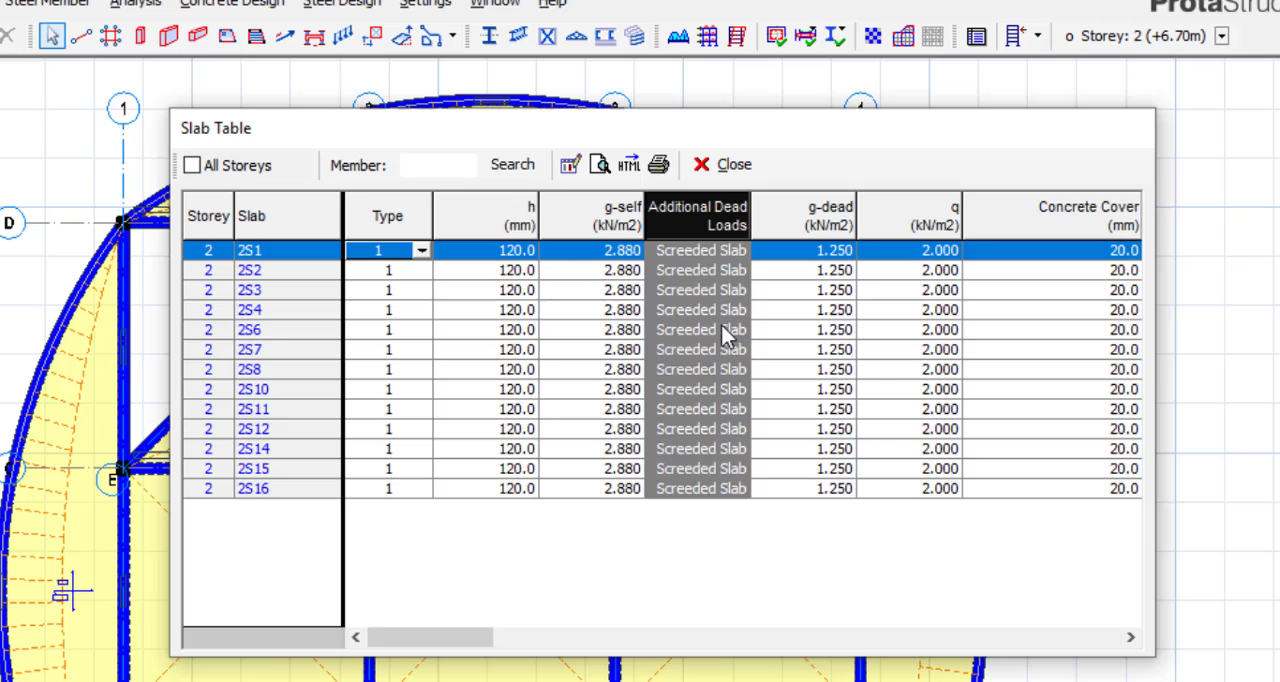 Steel Member Analysis Concrete Design Steel Design Settings Window Help
ProtaStruc
o Storey: 2 (+6.70m)
1
D
E
Slab Table
All Storeys Member: Search HTML Close
Storey Slab Type h (mm) g-self (kN/m2) Additional Dead Loads g-dead (kN/m2) q (kN/m2) Concrete Cover (mm)
2 2S1 1 120.0 2.880 Screeded Slab 1.250 2.000 20.0
2 2S2 1 120.0 2.880 Screeded Slab 1.250 2.000 20.0
2 2S3 1 120.0 2.880 Screeded Slab 1.250 2.000 20.0
2 2S4 1 120.0 2.880 Screeded Slab 1.250 2.000 20.0
2 2S6 1 120.0 2.880 Screeded Slab 1.250 2.000 20.0
2 2S7 1 120.0 2.880 Screeded Slab 1.250 2.000 20.0
2 2S8 1 120.0 2.880 Screeded Slab 1.250 2.000 20.0
2 2S10 1 120.0 2.880 Screeded Slab 1.250 2.000 20.0
2 2S11 1 120.0 2.880 Screeded Slab 1.250 2.000 20.0
2 2S12 1 120.0 2.880 Screeded Slab 1.250 2.000 20.0
2 2S14 1 120.0 2.880 Screeded Slab 1.250 2.000 20.0
2 2S15 1 120.0 2.880 Screeded Slab 1.250 2.000 20.0
2 2S16 1 120.0 2.880 Screeded Slab 1.250 2.000 20.0